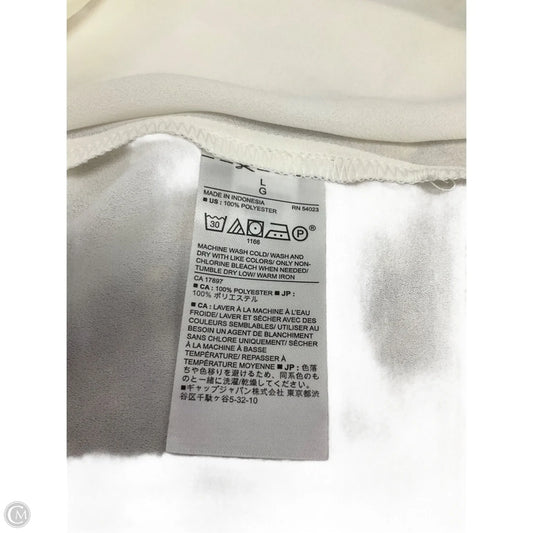 L
G
MADE IN INDONESIA
■ US : 100% POLYESTER RN 54023
30 P ®
1166
MACHINE WASH COLD/ WASH AND
DRY WITH LIKE COLORS/ ONLY NON-
CHLORINE BLEACH WHEN NEEDED/
TUMBLE DRY LOW/ WARM IRON
CA 17897
■ CA : 100% POLYESTER ■ JP :
100% ポリエステル
■ CA : LAVER À LA MACHINE À L'EAU
FROIDE/ LAVER ET SÉCHER AVEC DES
COULEURS SEMBLABLES/ UTILISER AU
BESOIN UN AGENT DE BLANCHIMENT
SANS CHLORE UNIQUEMENT/ SÉCHER
À LA MACHINE À BASSE
TEMPÉRATURE/ REPASSER À
TEMPÉRATURE MOYENNE ■ JP : 色落
ちや色移りを避けるため、同系色のも
のと一緒に洗濯/乾燥してください。
■ギャップジャパン株式会社 東京都渋
谷区千駄ヶ谷5-32-10
CM